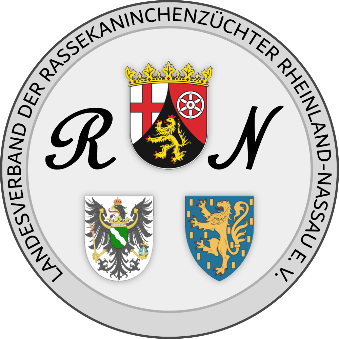 LANDESVERBAND DER RASSEKANINCHENZÜCHTER RHEINLAND-NASSAU E. V.
R N